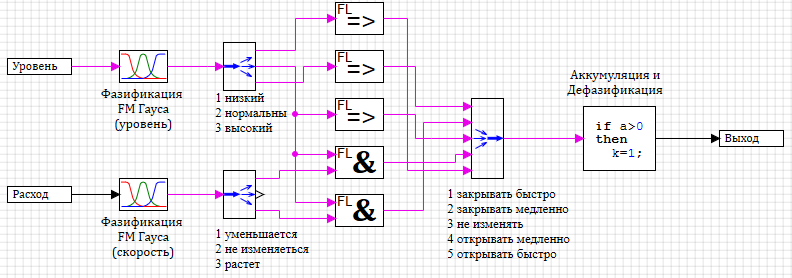 FL
=>
FL
=>
FL
=>
FL
&
FL
&
Уровень
Фазификация
FM Гауса
(уровень)
1 низкий
2 нормальны
3 высокий
Расход
Фазификация
FM Гауса
(скорость)
1 уменьшается
2 не изменяеться
3 растет
1 закрывать быстро
2 закрывать медленно
3 не изменять
4 открывать медленно
5 открывать быстро
Аккумуляция и
Дефазификация
if a>0
then
k=1;
Выход